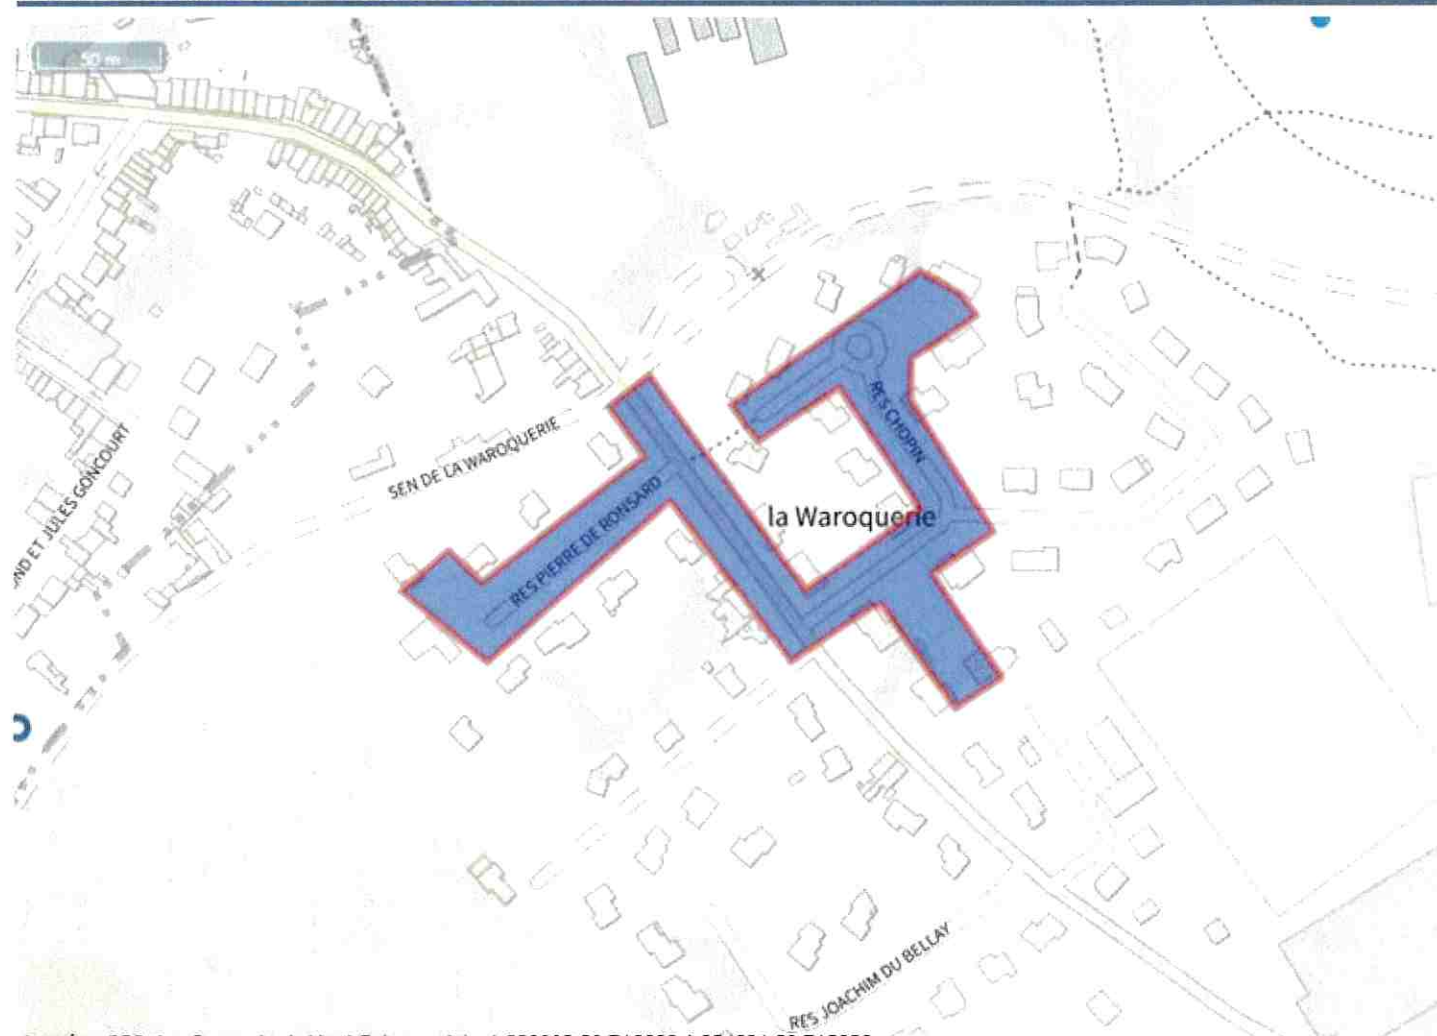 50 m
RES CHOPIN
SEN DE LA WAROQUERIE
ND ET JULES GONCOURT
RES PIERRE DE RONSARD
la Waroquerie
RES JOACHIM DU BELLAY